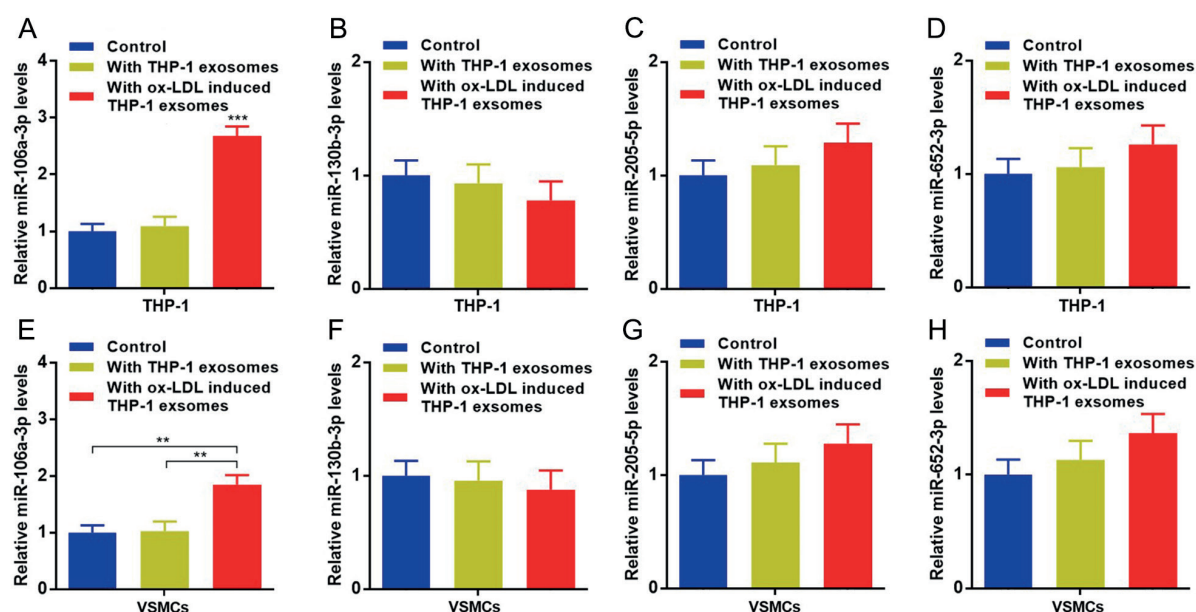 A
Control
With THP-1 exosomes
With ox-LDL induced
THP-1 exsomes
Relative miR-106a-3p levels
4
3
2
1
0
***
THP-1
B
Control
With THP-1 exosomes
With ox-LDL induced
THP-1 exsomes
Relative miR-130b-3p levels
2
1
0
THP-1
C
Control
With THP-1 exosomes
With ox-LDL induced
THP-1 exsomes
Relative miR-205-5p levels
2
1
0
THP-1
D
Control
With THP-1 exosomes
With ox-LDL induced
THP-1 exsomes
Relative miR-652-3p levels
2
1
0
THP-1
E
Control
With THP-1 exosomes
With ox-LDL induced
THP-1 exsomes
Relative miR-106a-3p levels
4
3
2
1
0
**
**
VSMCs
F
Control
With THP-1 exosomes
With ox-LDL induced
THP-1 exsomes
Relative miR-130b-3p levels
2
1
0
VSMCs
G
Control
With THP-1 exosomes
With ox-LDL induced
THP-1 exsomes
Relative miR-205-5p levels
2
1
0
VSMCs
H
Control
With THP-1 exosomes
With ox-LDL induced
THP-1 exsomes
Relative miR-652-3p levels
2
1
0
VSMCs